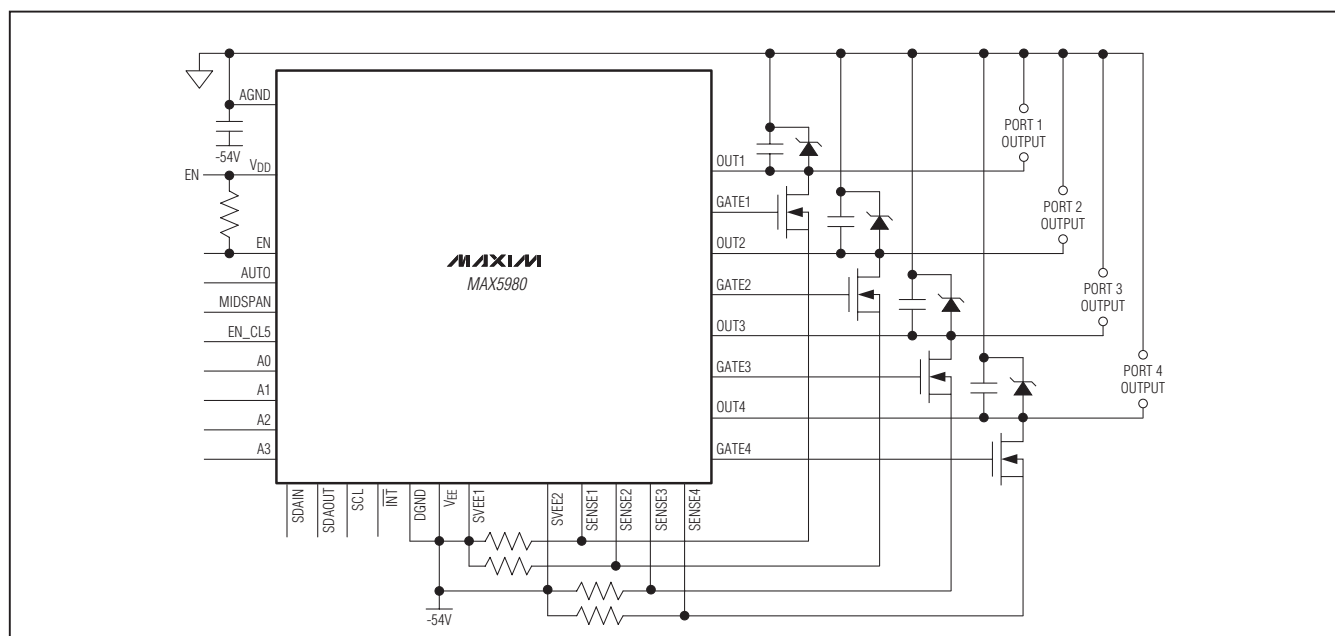 AGND
-54V
VDD
EN
EN
AUTO
MIDSPAN
EN_CL5
A0
A1
A2
A3
MAXIM
MAX5980
OUT1
GATE1
OUT2
GATE2
OUT3
GATE3
OUT4
GATE4
PORT 1
OUTPUT
PORT 2
OUTPUT
PORT 3
OUTPUT
PORT 4
OUTPUT
SDAIN
SDAOUT
SCL
INT
DGND
VEE
SVEE1
SVEE2
SENSE1
SENSE2
SENSE3
SENSE4
-54V